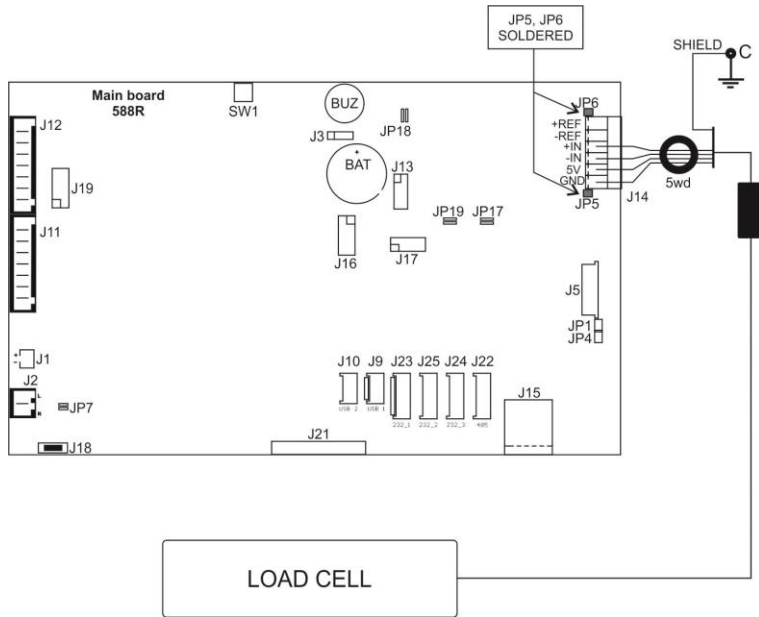 JP5, JP6
SOLDERED
SHIELD
C
Main board
588R
SW1
BUZ
JP18
J3
BAT
+
J13
JP6
+REF
-REF
+IN
-IN
5V
GND
JP5
J14
5wd
J12
J19
J11
J16
J17
JP19
JP17
J5
JP1
JP4
+
-
J1
J2
L
N
JP7
J18
J10
J9
J23
J25
J24
J22
USB 2
USB 1
232_1
232_2
232_3
485
J15
J21
LOAD CELL